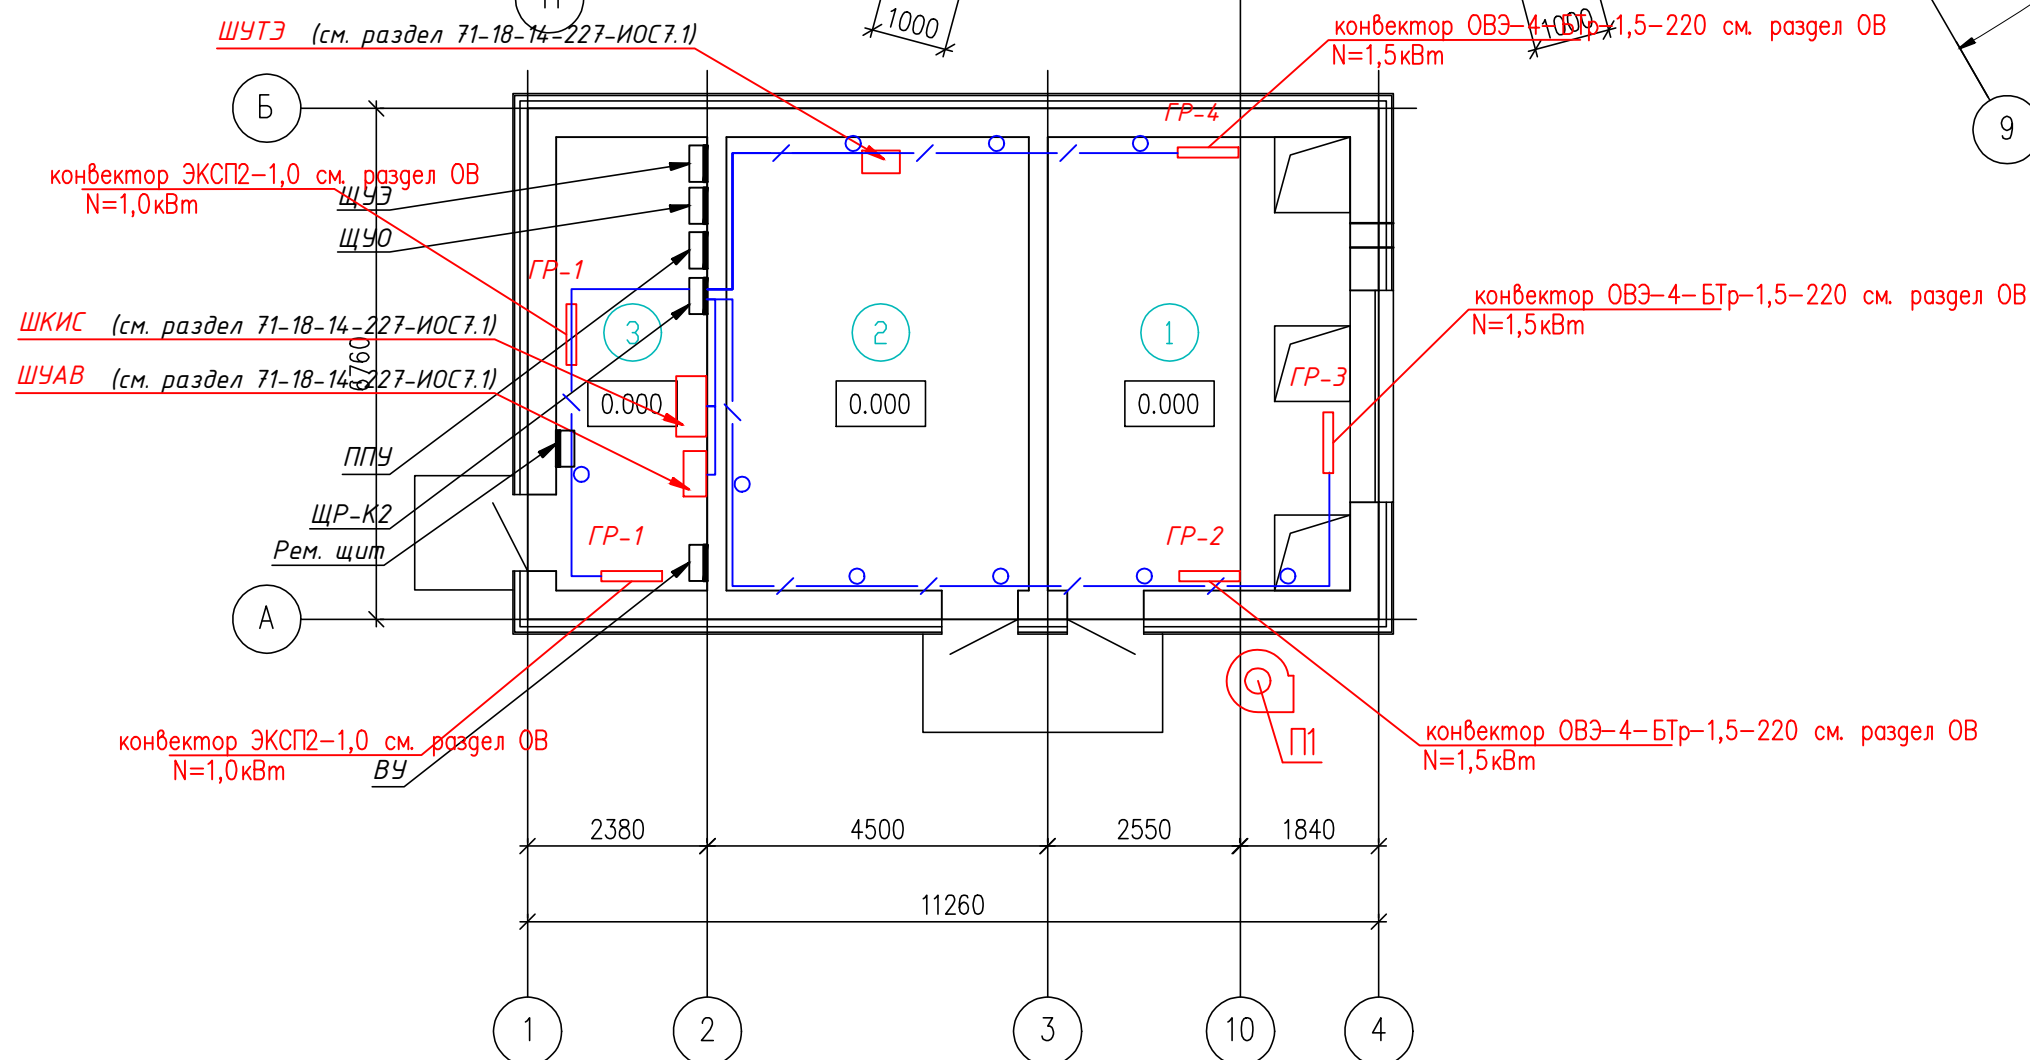 1000
1000
ШУТЭ (см. раздел 71-18-14-227-ИОС7.1)
конвектор ОВЭ-4-БТр-1,5-220 см. раздел ОВ
N=1,5кВт
Б
ГР-4
9
конвектор ЭКСП2-1,0 см. раздел ОВ
N=1,0кВт
ЩУЭ
ЩУО
ГР-1
конвектор ОВЭ-4-БТр-1,5-220 см. раздел ОВ
N=1,5кВт
ШКИС (см. раздел 71-18-14-227-ИОС7.1)
3
2
1
6760
ШУАВ (см. раздел 71-18-14-227-ИОС7.1)
ГР-3
0.000
0.000
0.000
ППУ
ЩР-К2
Рем. щит
ГР-1
ГР-2
А
конвектор ЭКСП2-1,0 см. раздел ОВ
N=1,0кВт
ВУ
П1
конвектор ОВЭ-4-БТр-1,5-220 см. раздел ОВ
N=1,5кВт
2380
4500
2550
1840
11260
1
2
3
10
4